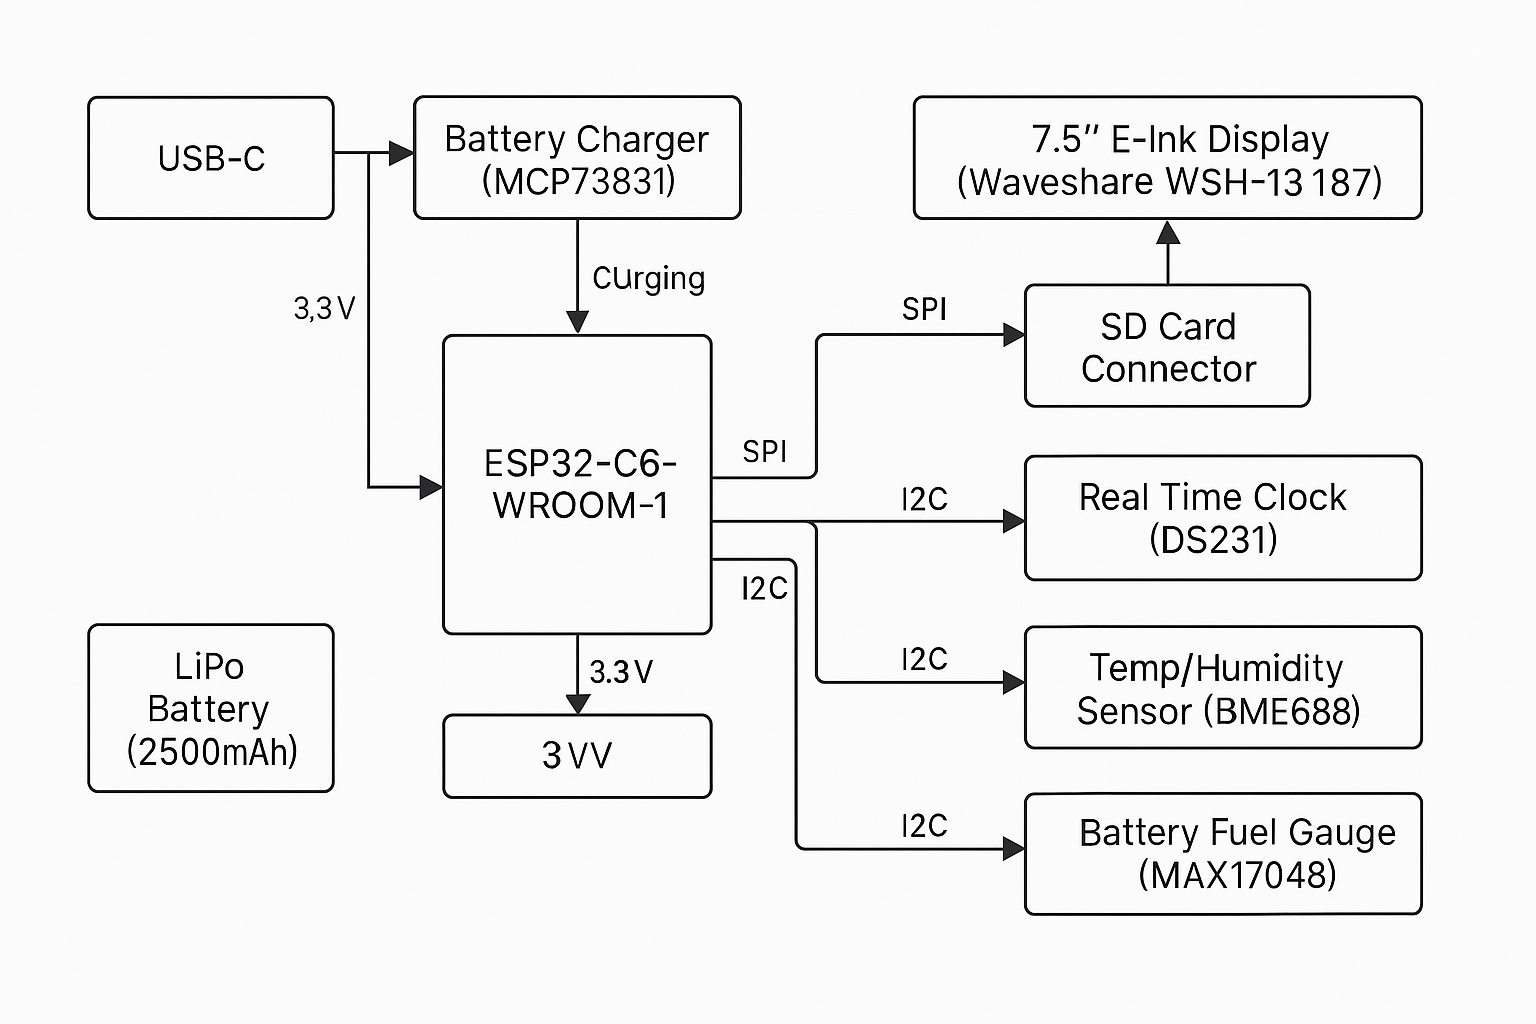 USB-C
Battery Charger
(MCP73831)
7.5″ E-Ink Display
(Waveshare WSH-13 187)
CUrging
3,3 V
SPI
SD Card
Connector
SPI
ESP32-C6-
WROOM-1
I2C
Real Time Clock
(DS231)
I2C
LiPo
Battery
(2500mAh)
3.3 V
3 VV
I2C
Temp/Humidity
Sensor (BME688)
I2C
Battery Fuel Gauge
(MAX17048)